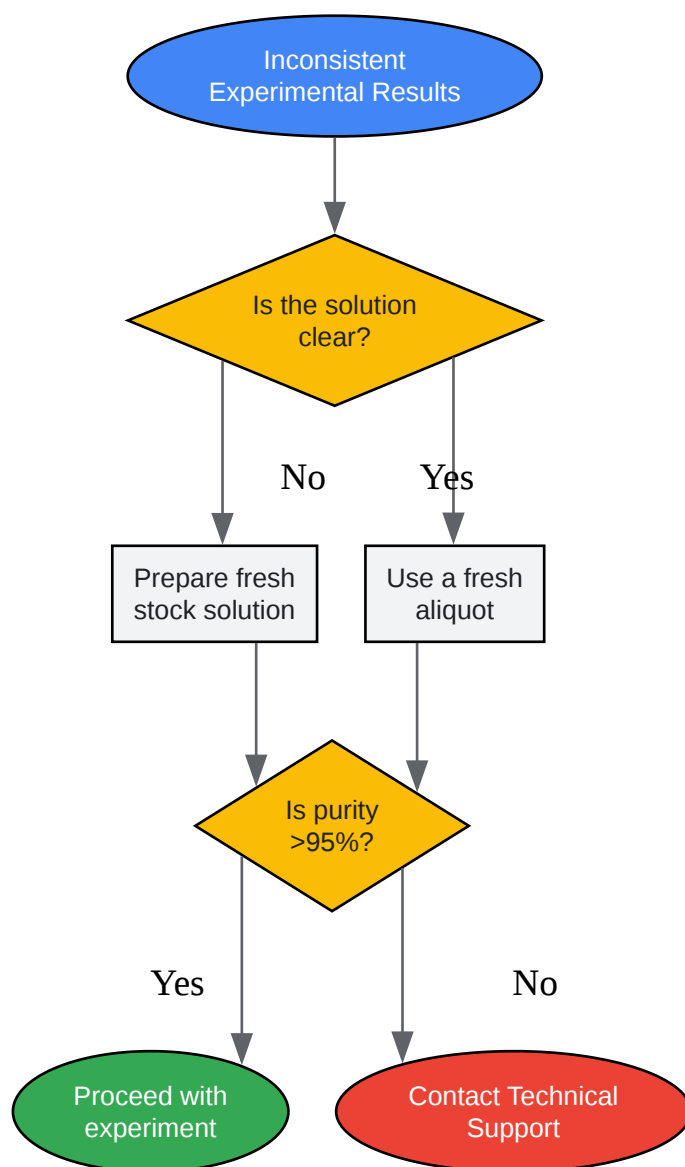 Inconsistent
Experimental Results
Is the solution
clear?
No
Yes
Prepare fresh
stock solution
Use a fresh
aliquot
Is purity
>95%?
Yes
No
Proceed with
experiment
Contact Technical
Support